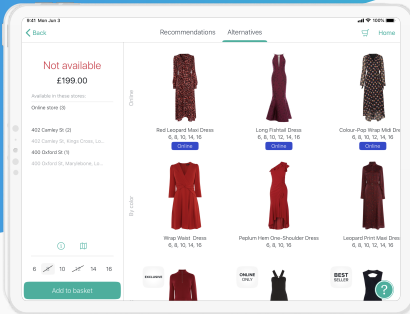 9:41 Mon Jun 3
100%
Back
Recommendations
Alternatives
Home
Not available
£199.00
Available in these stores:
Online store (3)
402 Camley St (2)
402 Camley St, Kings Cross, Lo...
400 Oxford St (1)
400 Oxford St, Marylebone, Lo...
6 8 10 12 14 16
Add to basket
Online
Red Leopard Maxi Dress
6, 8, 10, 14, 16
Online
Long Fishtail Dress
6, 8, 10, 12, 14, 16
Online
Colour-Pop Wrap Midi Dre
6, 8, 10, 12, 16
Online
By color
Wrap Waist Dress
6, 8, 10, 12, 14, 16
Peplum Hem One-Shoulder Dress
6, 8, 10, 16
Leopard Print Maxi Dress
6, 8, 10, 12, 14, 16
EXCLUSIVE
ONLINE
ONLY
BEST
SELLER
?